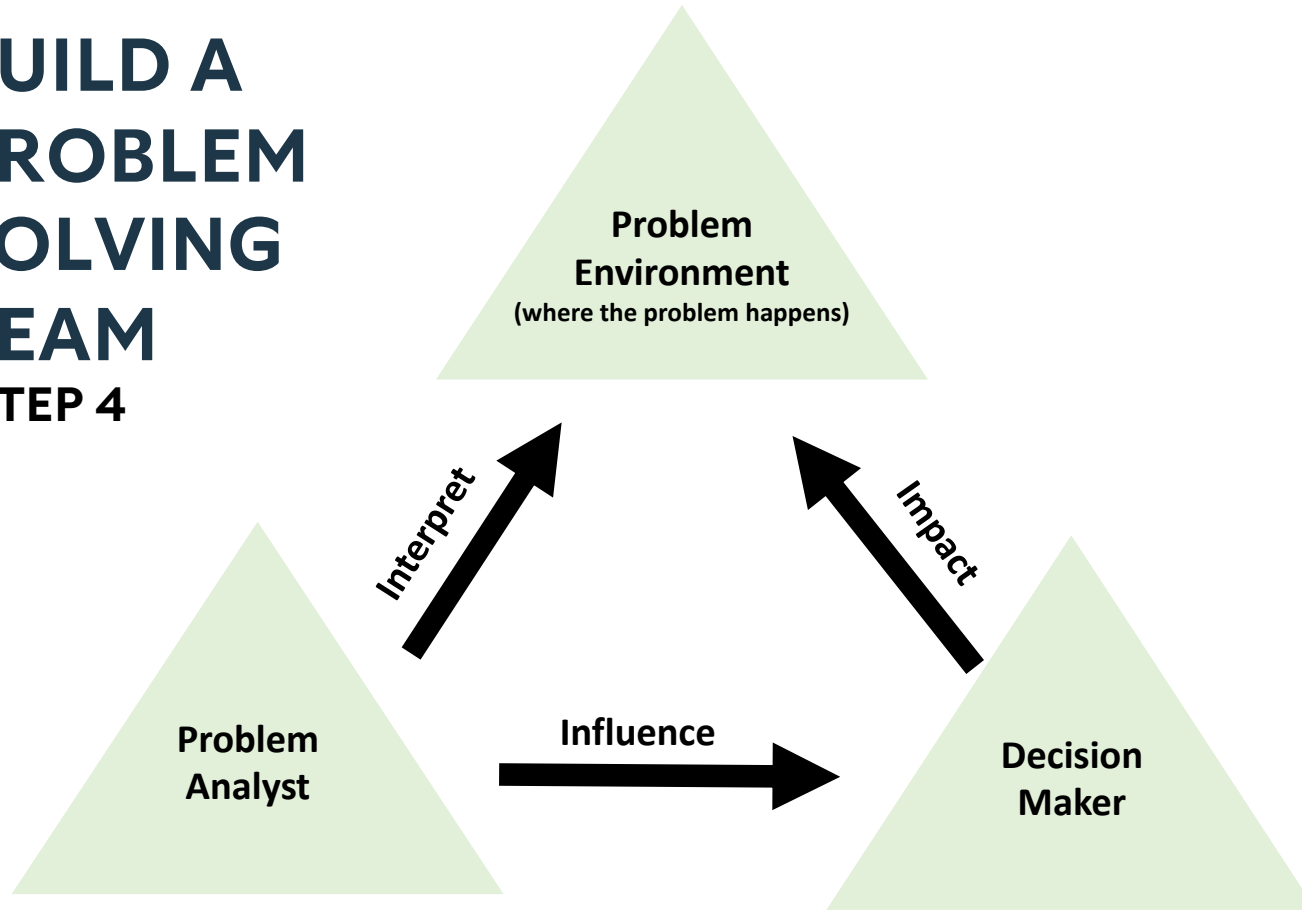 UILD A
ROBLEM
OLVING
EAM
TEP 4
Problem
Environment
(where the problem happens)
Interpret
Impact
Problem
Analyst
Influence
Decision
Maker